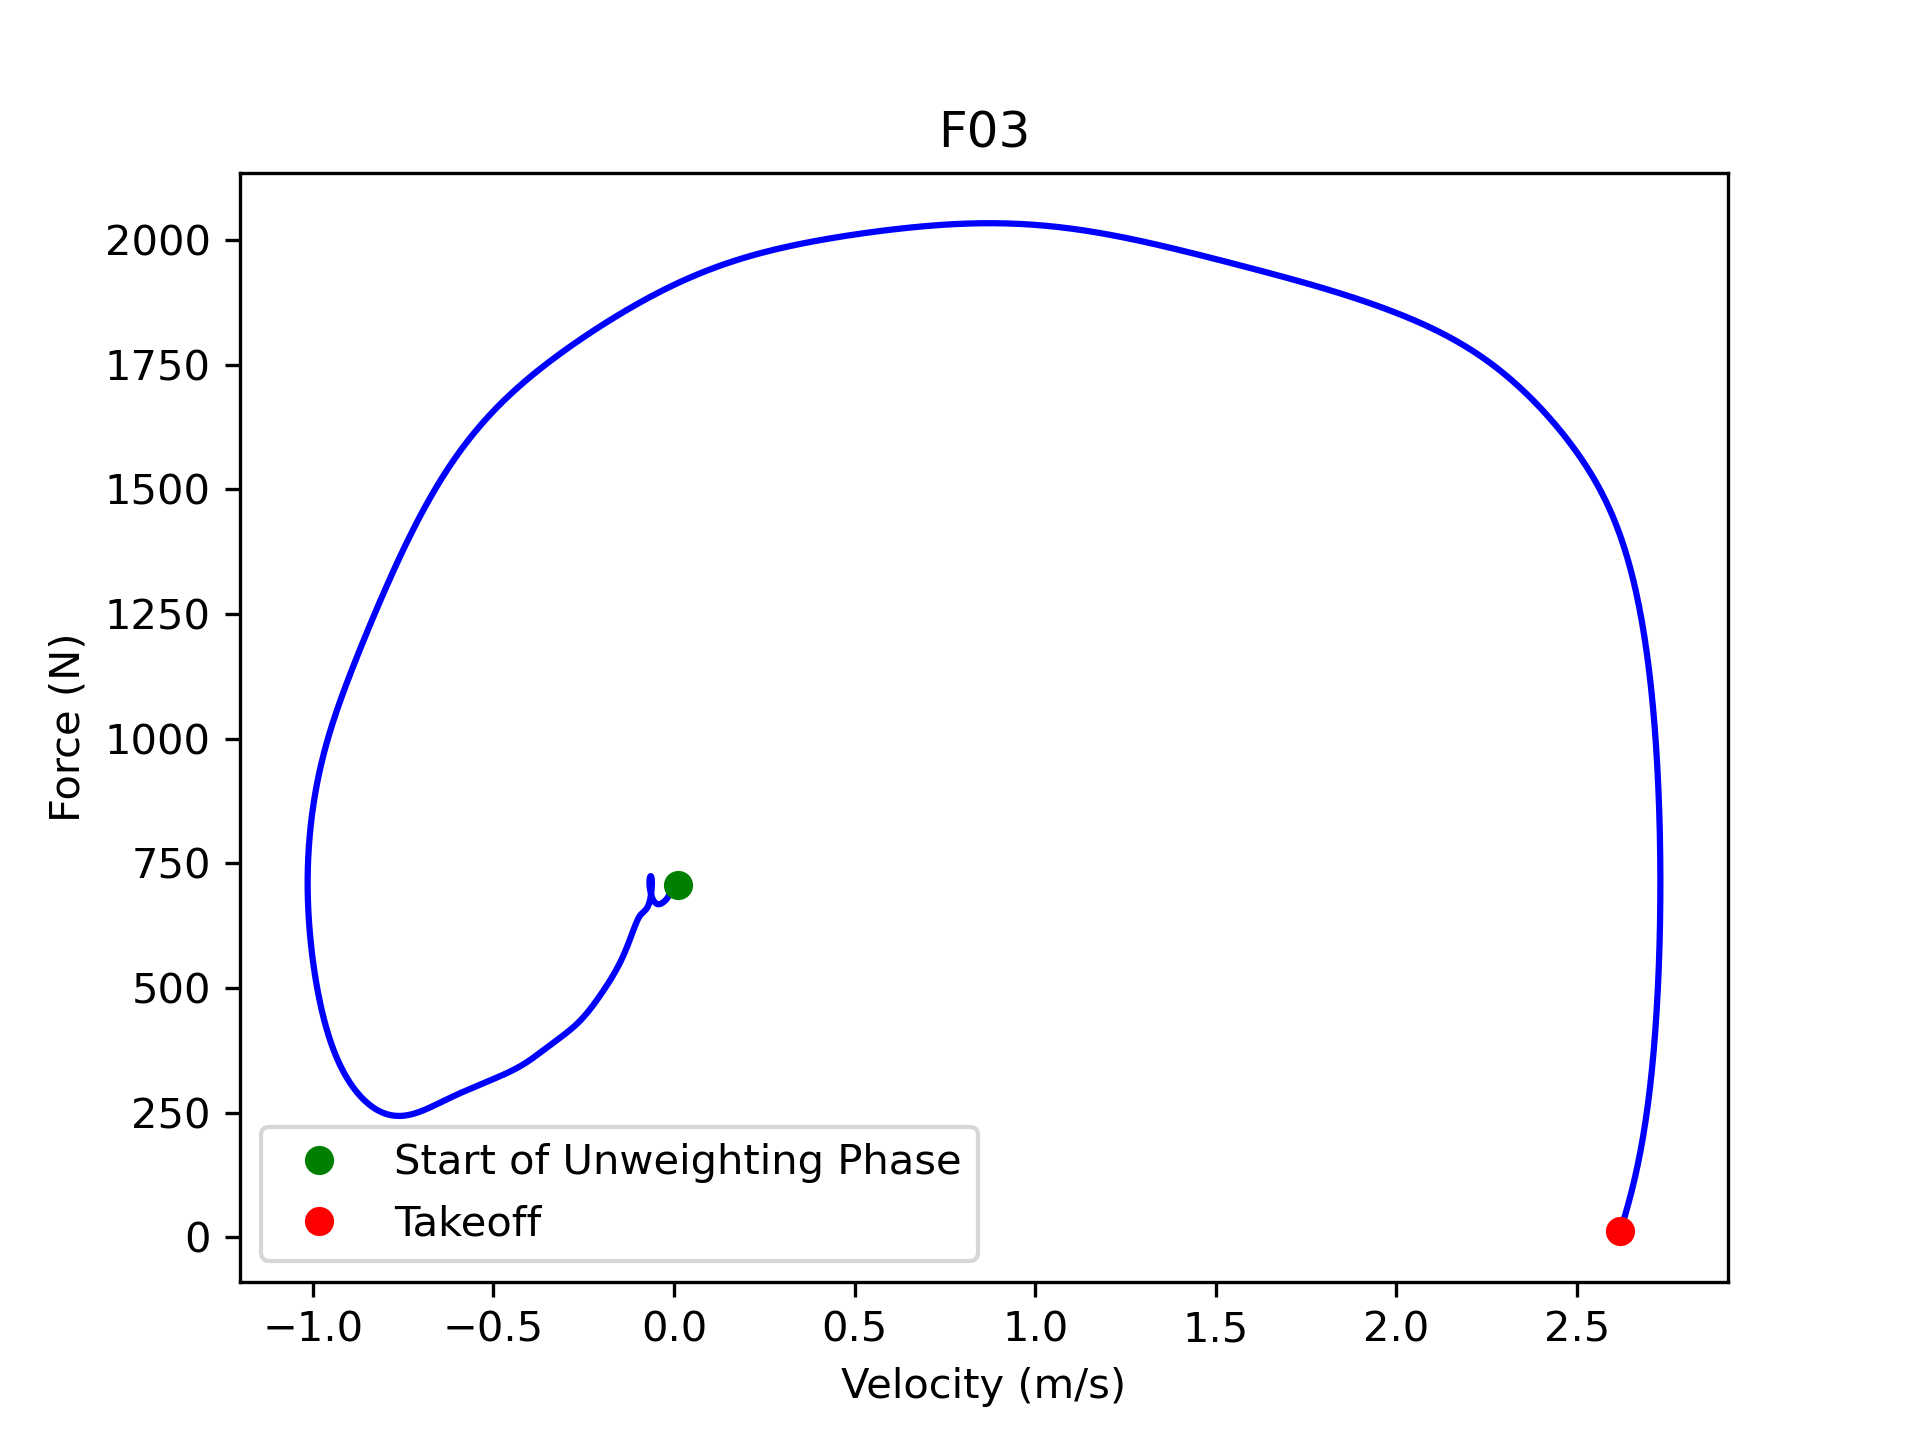 F03
2000
1750
1500
1250
1000
750
500
250
0
Force (N)
Start of Unweighting Phase
Takeoff
−1.0 −0.5 0.0 0.5 1.0 1.5 2.0 2.5
Velocity (m/s)